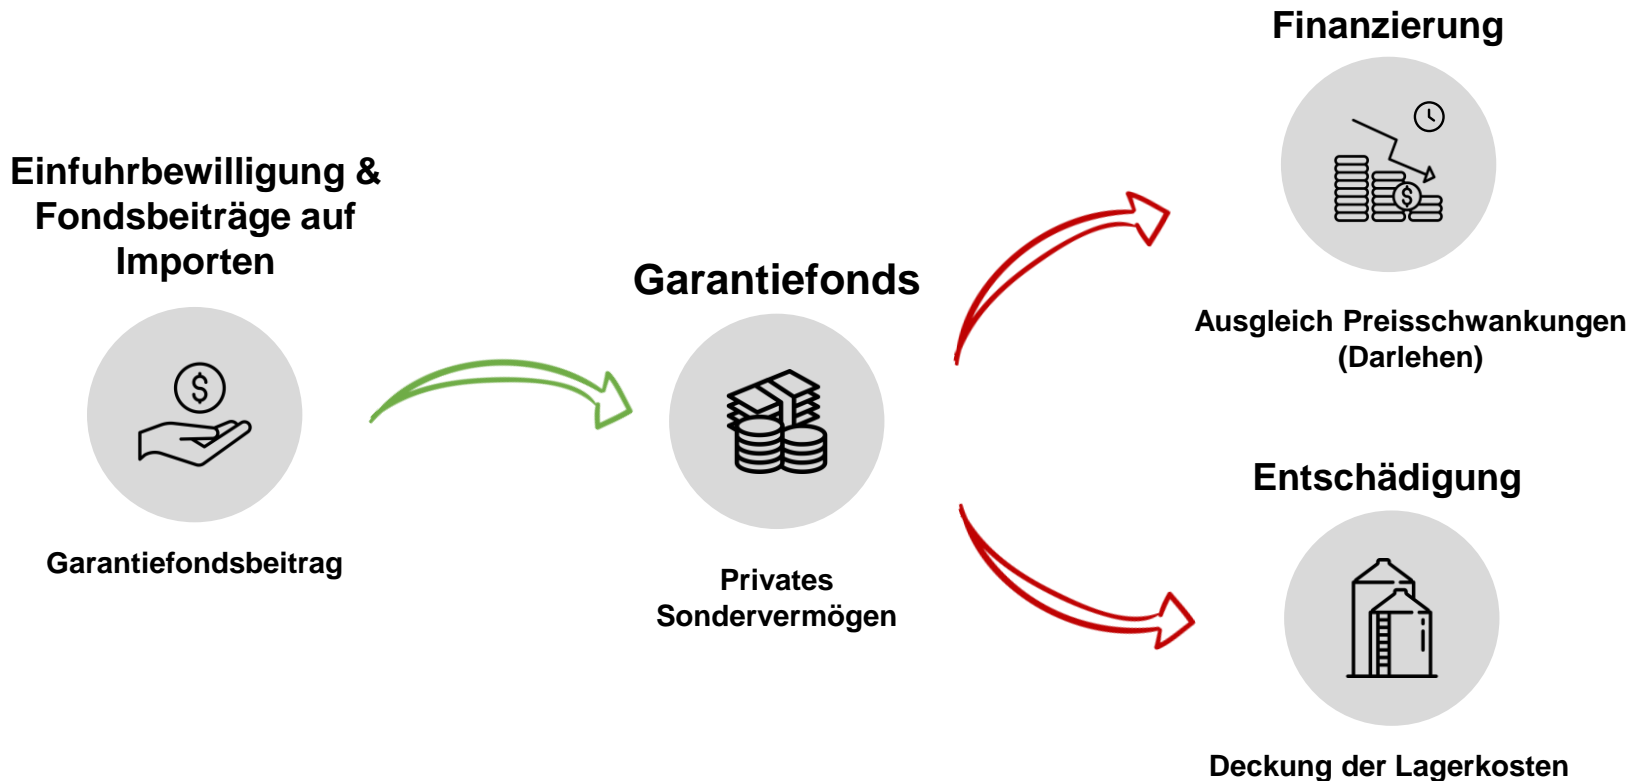 Einfuhrbewilligung &
Fondsbeiträge auf
Importen
Garantiefondsbeitrag
Garantiefonds
Privates
Sondervermögen
Finanzierung
Ausgleich Preisschwankungen
(Darlehen)
Entschädigung
Deckung der Lagerkosten